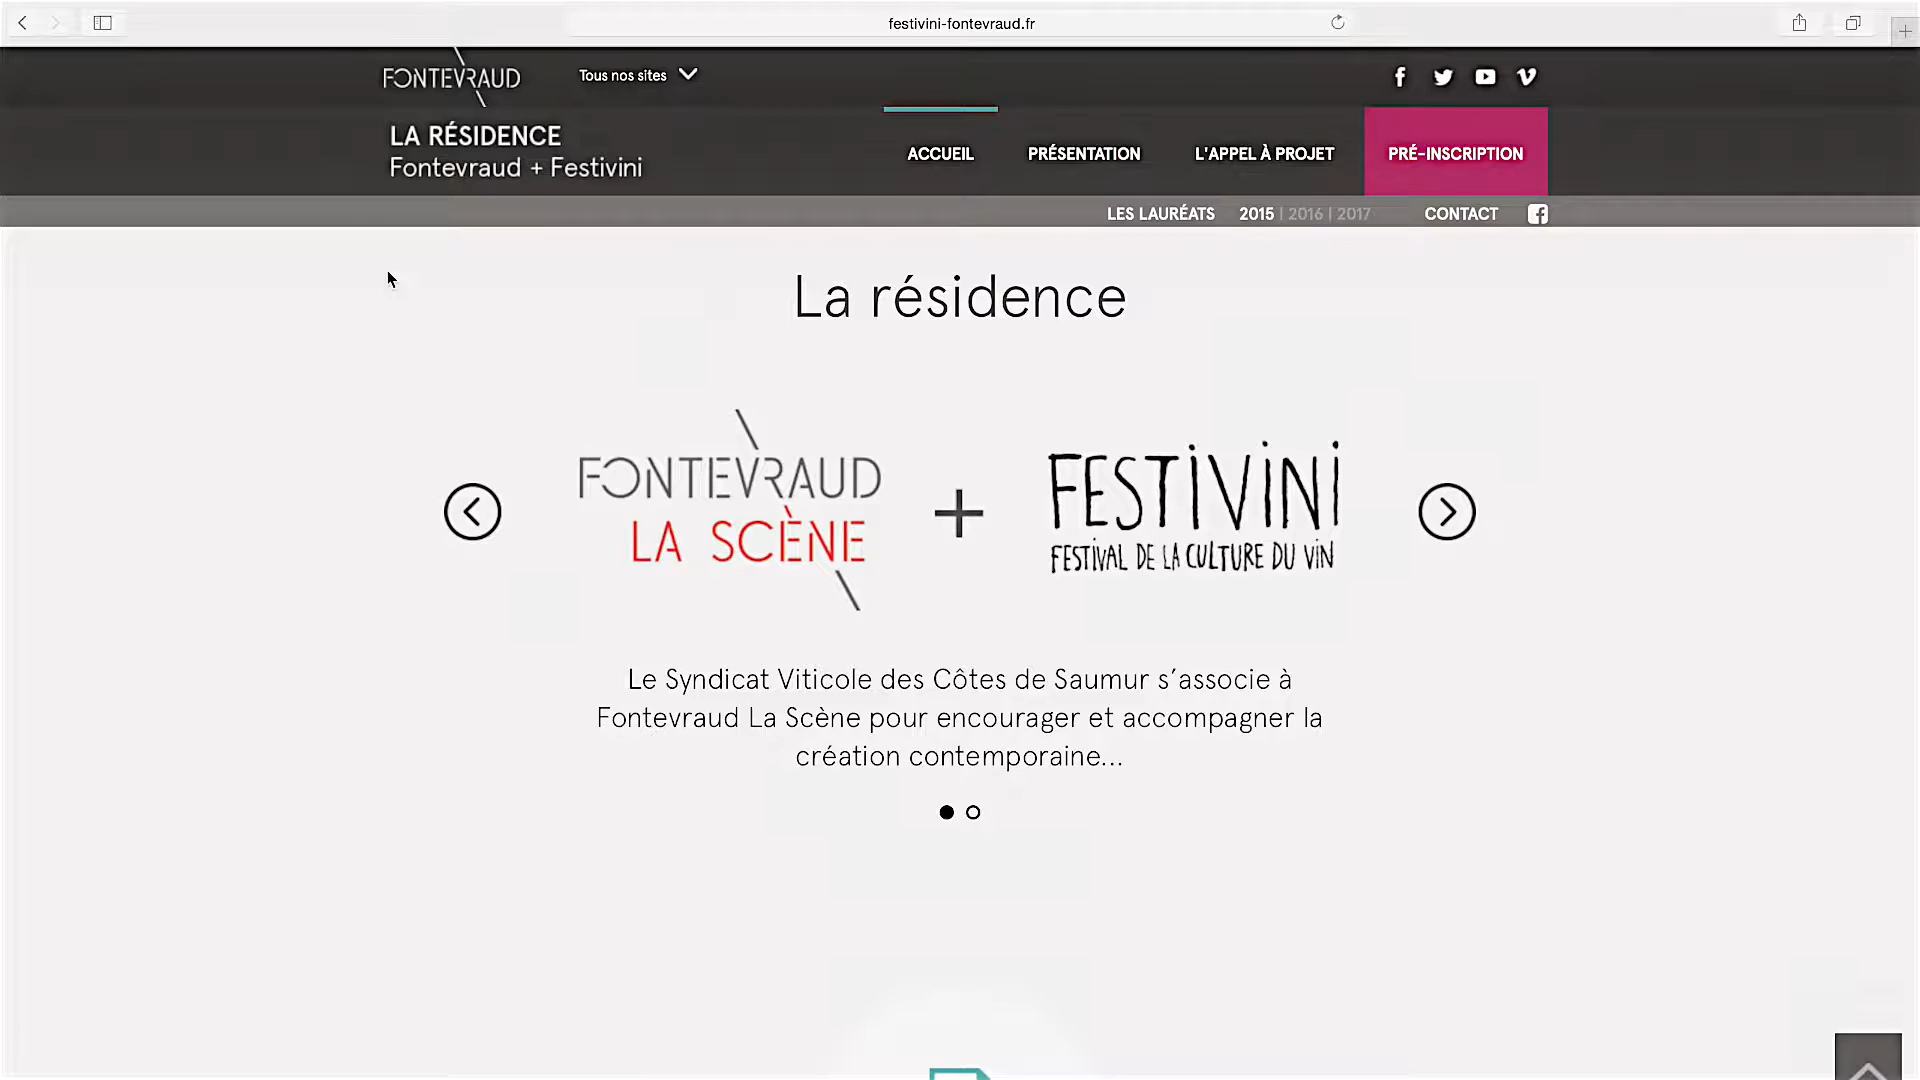 festivini-fontevraud.fr
FONTEVRAUD
Tous nos sites
LA RÉSIDENCE
Fontevraud + Festivini
ACCUEIL
PRÉSENTATION
L'APPEL À PROJET
PRÉ-INSCRIPTION
LES LAURÉATS 2015 | 2016 | 2017
CONTACT
La résidence
FONTEVRAUD
LA SCÈNE
+
FESTIVINI
FESTIVAL DE LA CULTURE DU VIN
Le Syndicat Viticole des Côtes de Saumur s’associe à
Fontevraud La Scène pour encourager et accompagner la
création contemporaine...